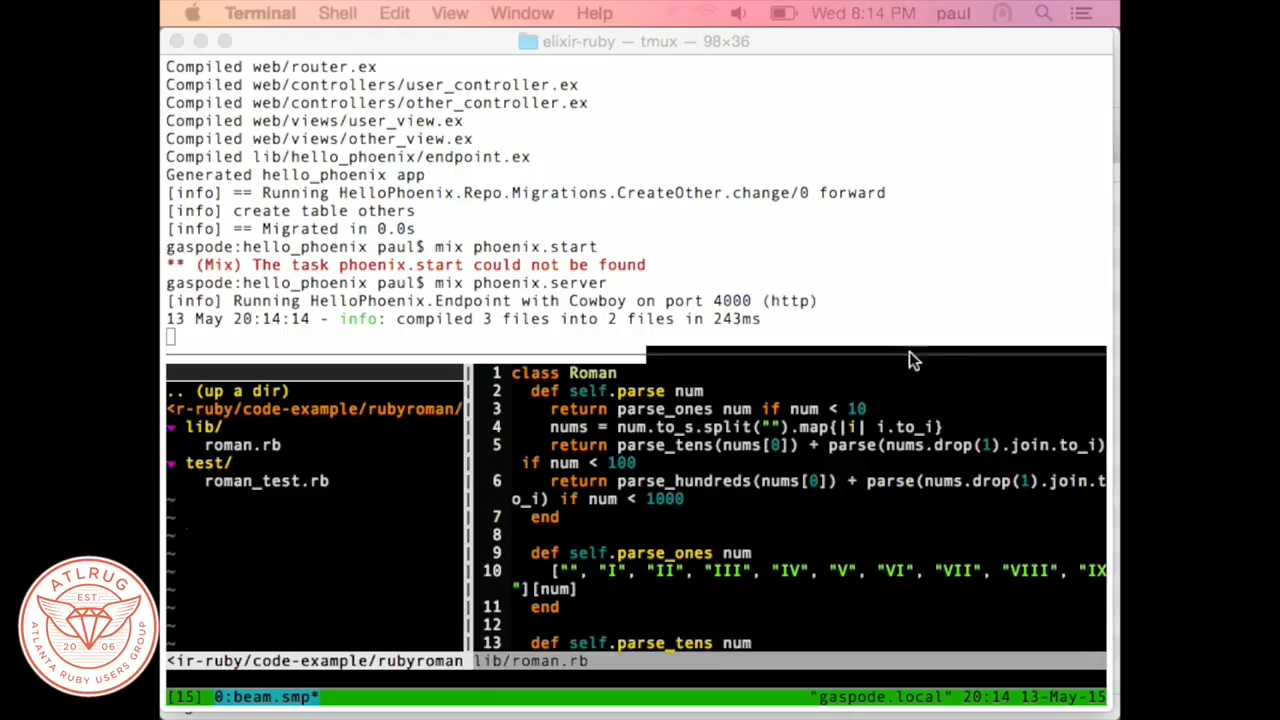 Terminal Shell Edit View Window Help Wed 8:14 PM paul
elixir-ruby — tmux — 98×36
Compiled web/router.ex
Compiled web/controllers/user_controller.ex
Compiled web/controllers/other_controller.ex
Compiled web/views/user_view.ex
Compiled web/views/other_view.ex
Compiled lib/hello_phoenix/endpoint.ex
Generated hello_phoenix app
[info] == Running HelloPhoenix.Repo.Migrations.CreateOther.change/0 forward
[info] create table others
[info] == Migrated in 0.0s
gaspode:hello_phoenix paul$ mix phoenix.start
** (Mix) The task phoenix.start could not be found
gaspode:hello_phoenix paul$ mix phoenix.server
[info] Running HelloPhoenix.Endpoint with Cowboy on port 4000 (http)
13 May 20:14:14 - info: compiled 3 files into 2 files in 243ms
.. (up a dir)
<r-ruby/code-example/rubyroman/
▼ lib/
roman.rb
▼ test/
roman_test.rb
~
~
~
~
~
~
~
~
~
<ir-ruby/code-example/rubyroman
1 class Roman
2 def self.parse num
3 return parse_ones num if num < 10
4 nums = num.to_s.split("").map{|i| i.to_i}
5 return parse_tens(nums[0]) + parse(nums.drop(1).join.to_i)
if num < 100
6 return parse_hundreds(nums[0]) + parse(nums.drop(1).join.t
o_i) if num < 1000
7 end
8
9 def self.parse_ones num
10 ["", "I", "II", "III", "IV", "V", "VI", "VII", "VIII", "IX
"][num]
11 end
12
13 def self.parse_tens num
lib/roman.rb
[15] 0:beam.smp* "gaspode.local" 20:14 13-May-15
ATLRUG
EST.
20 06
ATLANTA RUBY USERS GROUP